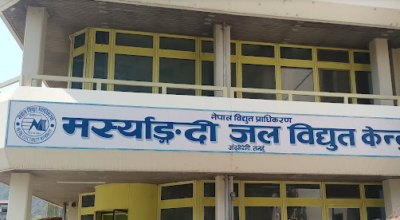 नेपाल विद्युत प्राधिकरण
मर्स्याङ्दी जल विद्युत केन्द्